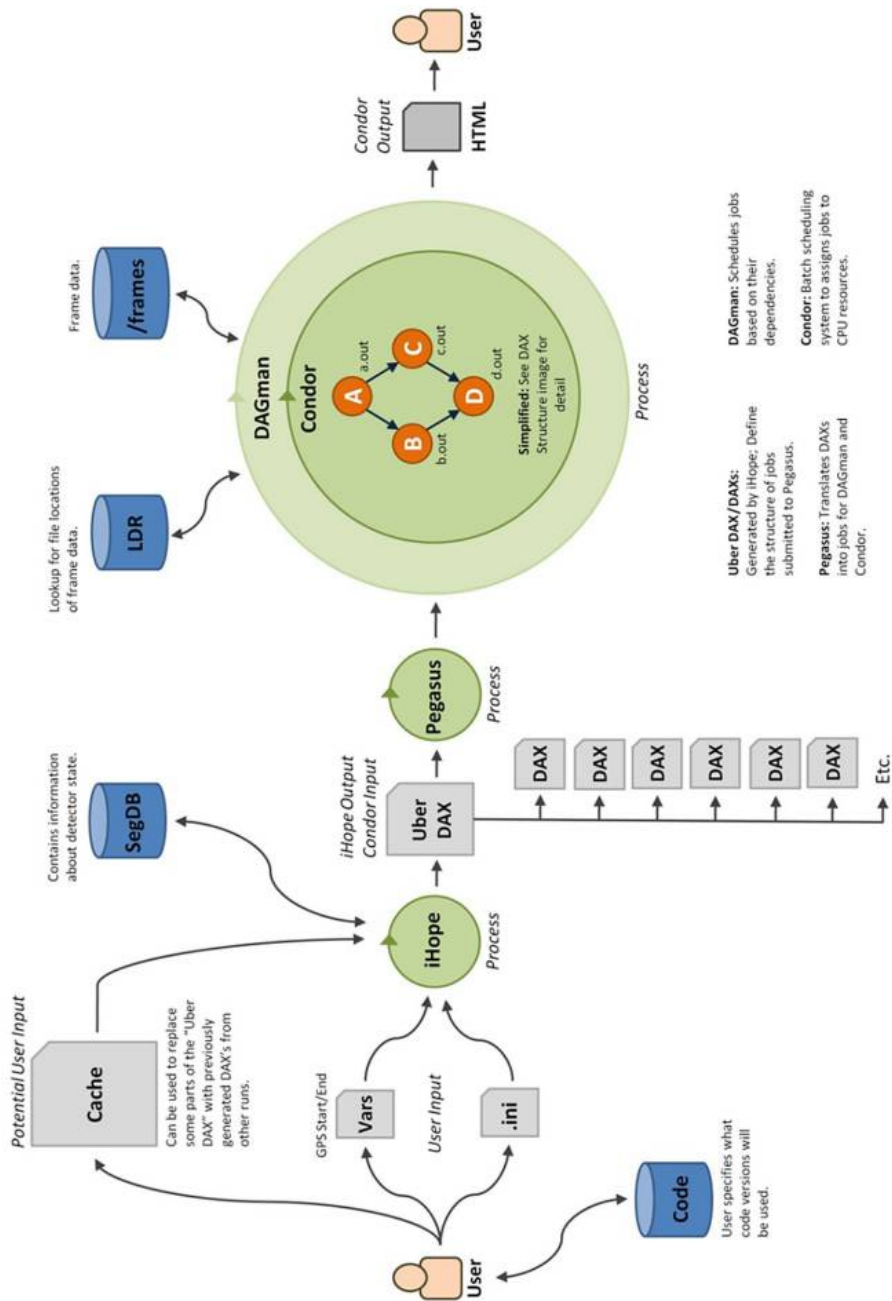 Potential User Input
Cache
Can be used to replace
some parts of the "Uber
DAX" with previously
generated DAX's from
other runs.
Contains information
about detector state.
SegDB
Lookup for file locations
of frame data.
LDR
Frame data.
/frames
GPS Start/End
Vars
User Input
.ini
User
Code
User specifies what
code versions will
be used.
iHope
Process
iHope Output
Condor Input
Uber
DAX
DAX
DAX
DAX
DAX
DAX
DAX
Etc.
Pegasus
Process
DAGman
Condor
A
a.out
B
b.out
C
c.out
D
d.out
Simplified: See DAX
Structure image for
detail
Process
Condor
Output
HTML
User
Uber DAX/DAXs:
Generated by iHope; Define
the structure of jobs
submitted to Pegasus.
Pegasus: Translates DAXs
into jobs for DAGman and
Condor.
DAGman: Schedules jobs
based on their
dependencies.
Condor: Batch scheduling
system to assigns jobs to
CPU resources.